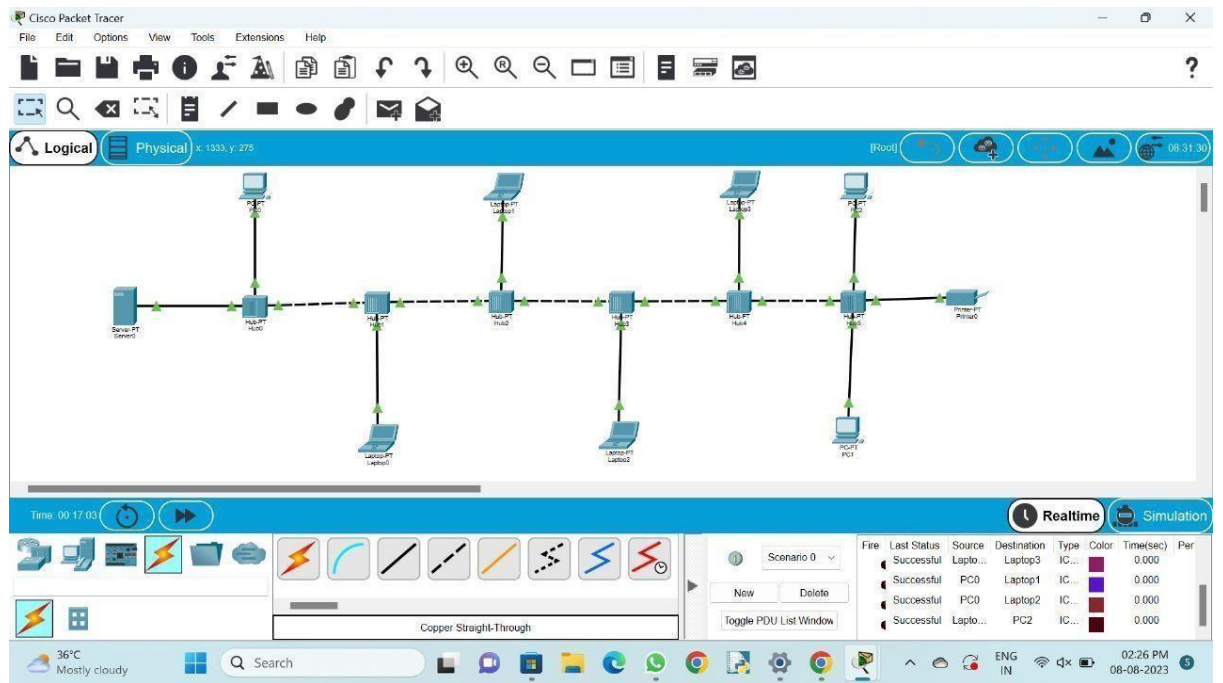 Cisco Packet Tracer
File Edit Options View Tools Extensions Help
Logical Physical x: 1333, y: 275 [Root] 08:31:30
PC-PT
Laptop-PT
Laptop1
Laptop-PT
Laptop3
PC-PT
PC2
Server-PT
Server0
Hub-PT
Hub0
Hub-PT
Hub1
Hub-PT
Hub2
Hub-PT
Hub3
Hub-PT
Hub4
Hub-PT
Hub5
Printer-PT
Printer0
Laptop-PT
Laptop0
Laptop-PT
Laptop2
PC-PT
PC1
Time: 00:17:03 Realtime Simulation
Scenario 0
New Delete
Toggle PDU List Window
Copper Straight-Through
Fire Last Status Source Destination Type Color Time(sec) Per
Successful Lapto... Laptop3 IC... 0.000
Successful PC0 Laptop1 IC... 0.000
Successful PC0 Laptop2 IC... 0.000
Successful Lapto... PC2 IC... 0.000
36°C
Mostly cloudy
Search
ENG
IN
02:26 PM
08-08-2023
5